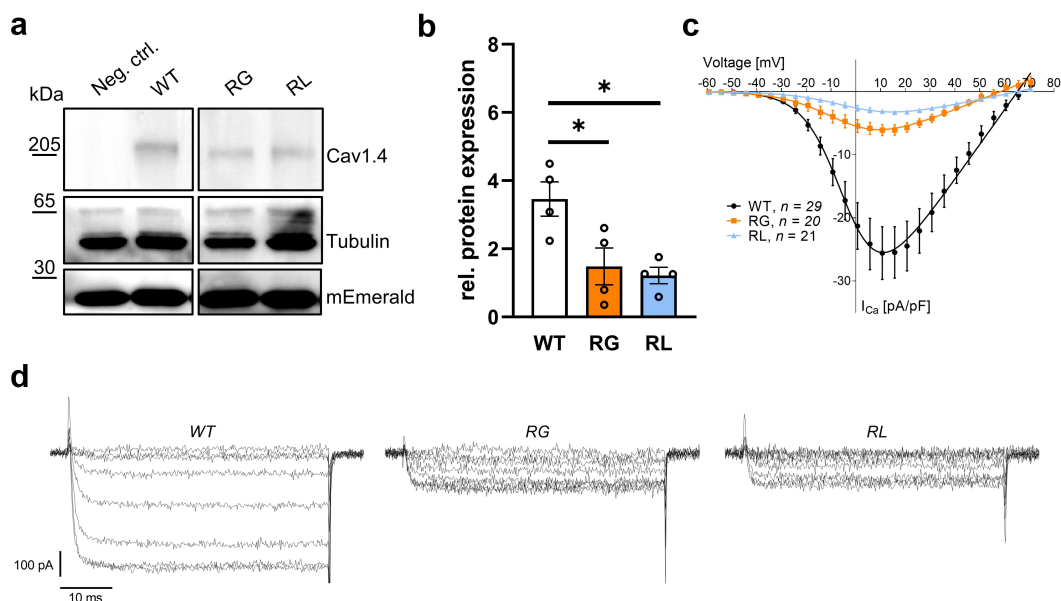 a
Neg. ctrl.
WT
RG
RL
kDa
205
65
30
Cav1.4
Tubulin
mEmerald
b
rel. protein expression
8
6
4
2
0
*
*
WT
RG
RL
c
Voltage [mV]
-60 -50 -40 -30 -20 -10 0 10 20 30 40 50 60 70 80
-10
-20
-30
WT, n = 29
RG, n = 20
RL, n = 21
ICa [pA/pF]
d
WT
RG
RL
100 pA
10 ms